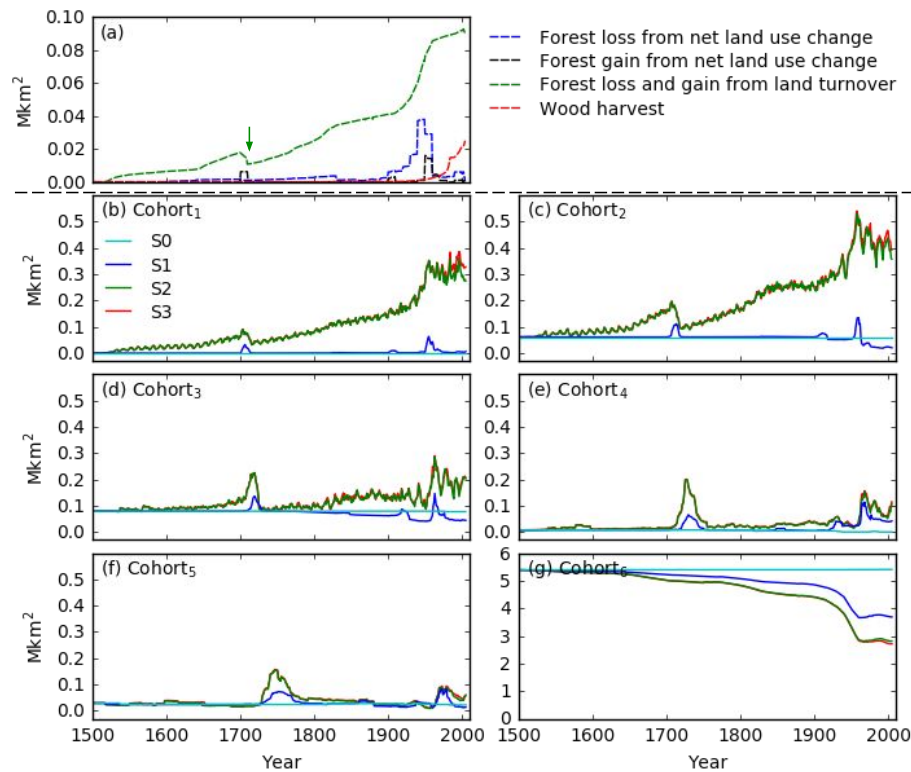 (a)
0.10
0.08
0.06
0.04
0.02
0.00
Mkm²
Forest loss from net land use change
Forest gain from net land use change
Forest loss and gain from land turnover
Wood harvest
(b) Cohort₁
0.5
0.4
0.3
0.2
0.1
0.0
Mkm²
S0
S1
S2
S3
(c) Cohort₂
0.5
0.4
0.3
0.2
0.1
0.0
(d) Cohort₃
0.5
0.4
0.3
0.2
0.1
0.0
Mkm²
(e) Cohort₄
0.5
0.4
0.3
0.2
0.1
0.0
(f) Cohort₅
0.5
0.4
0.3
0.2
0.1
0.0
Mkm²
1500 1600 1700 1800 1900 2000
Year
(g) Cohort₆
6
5
4
3
2
1
0
1500 1600 1700 1800 1900 2000
Year